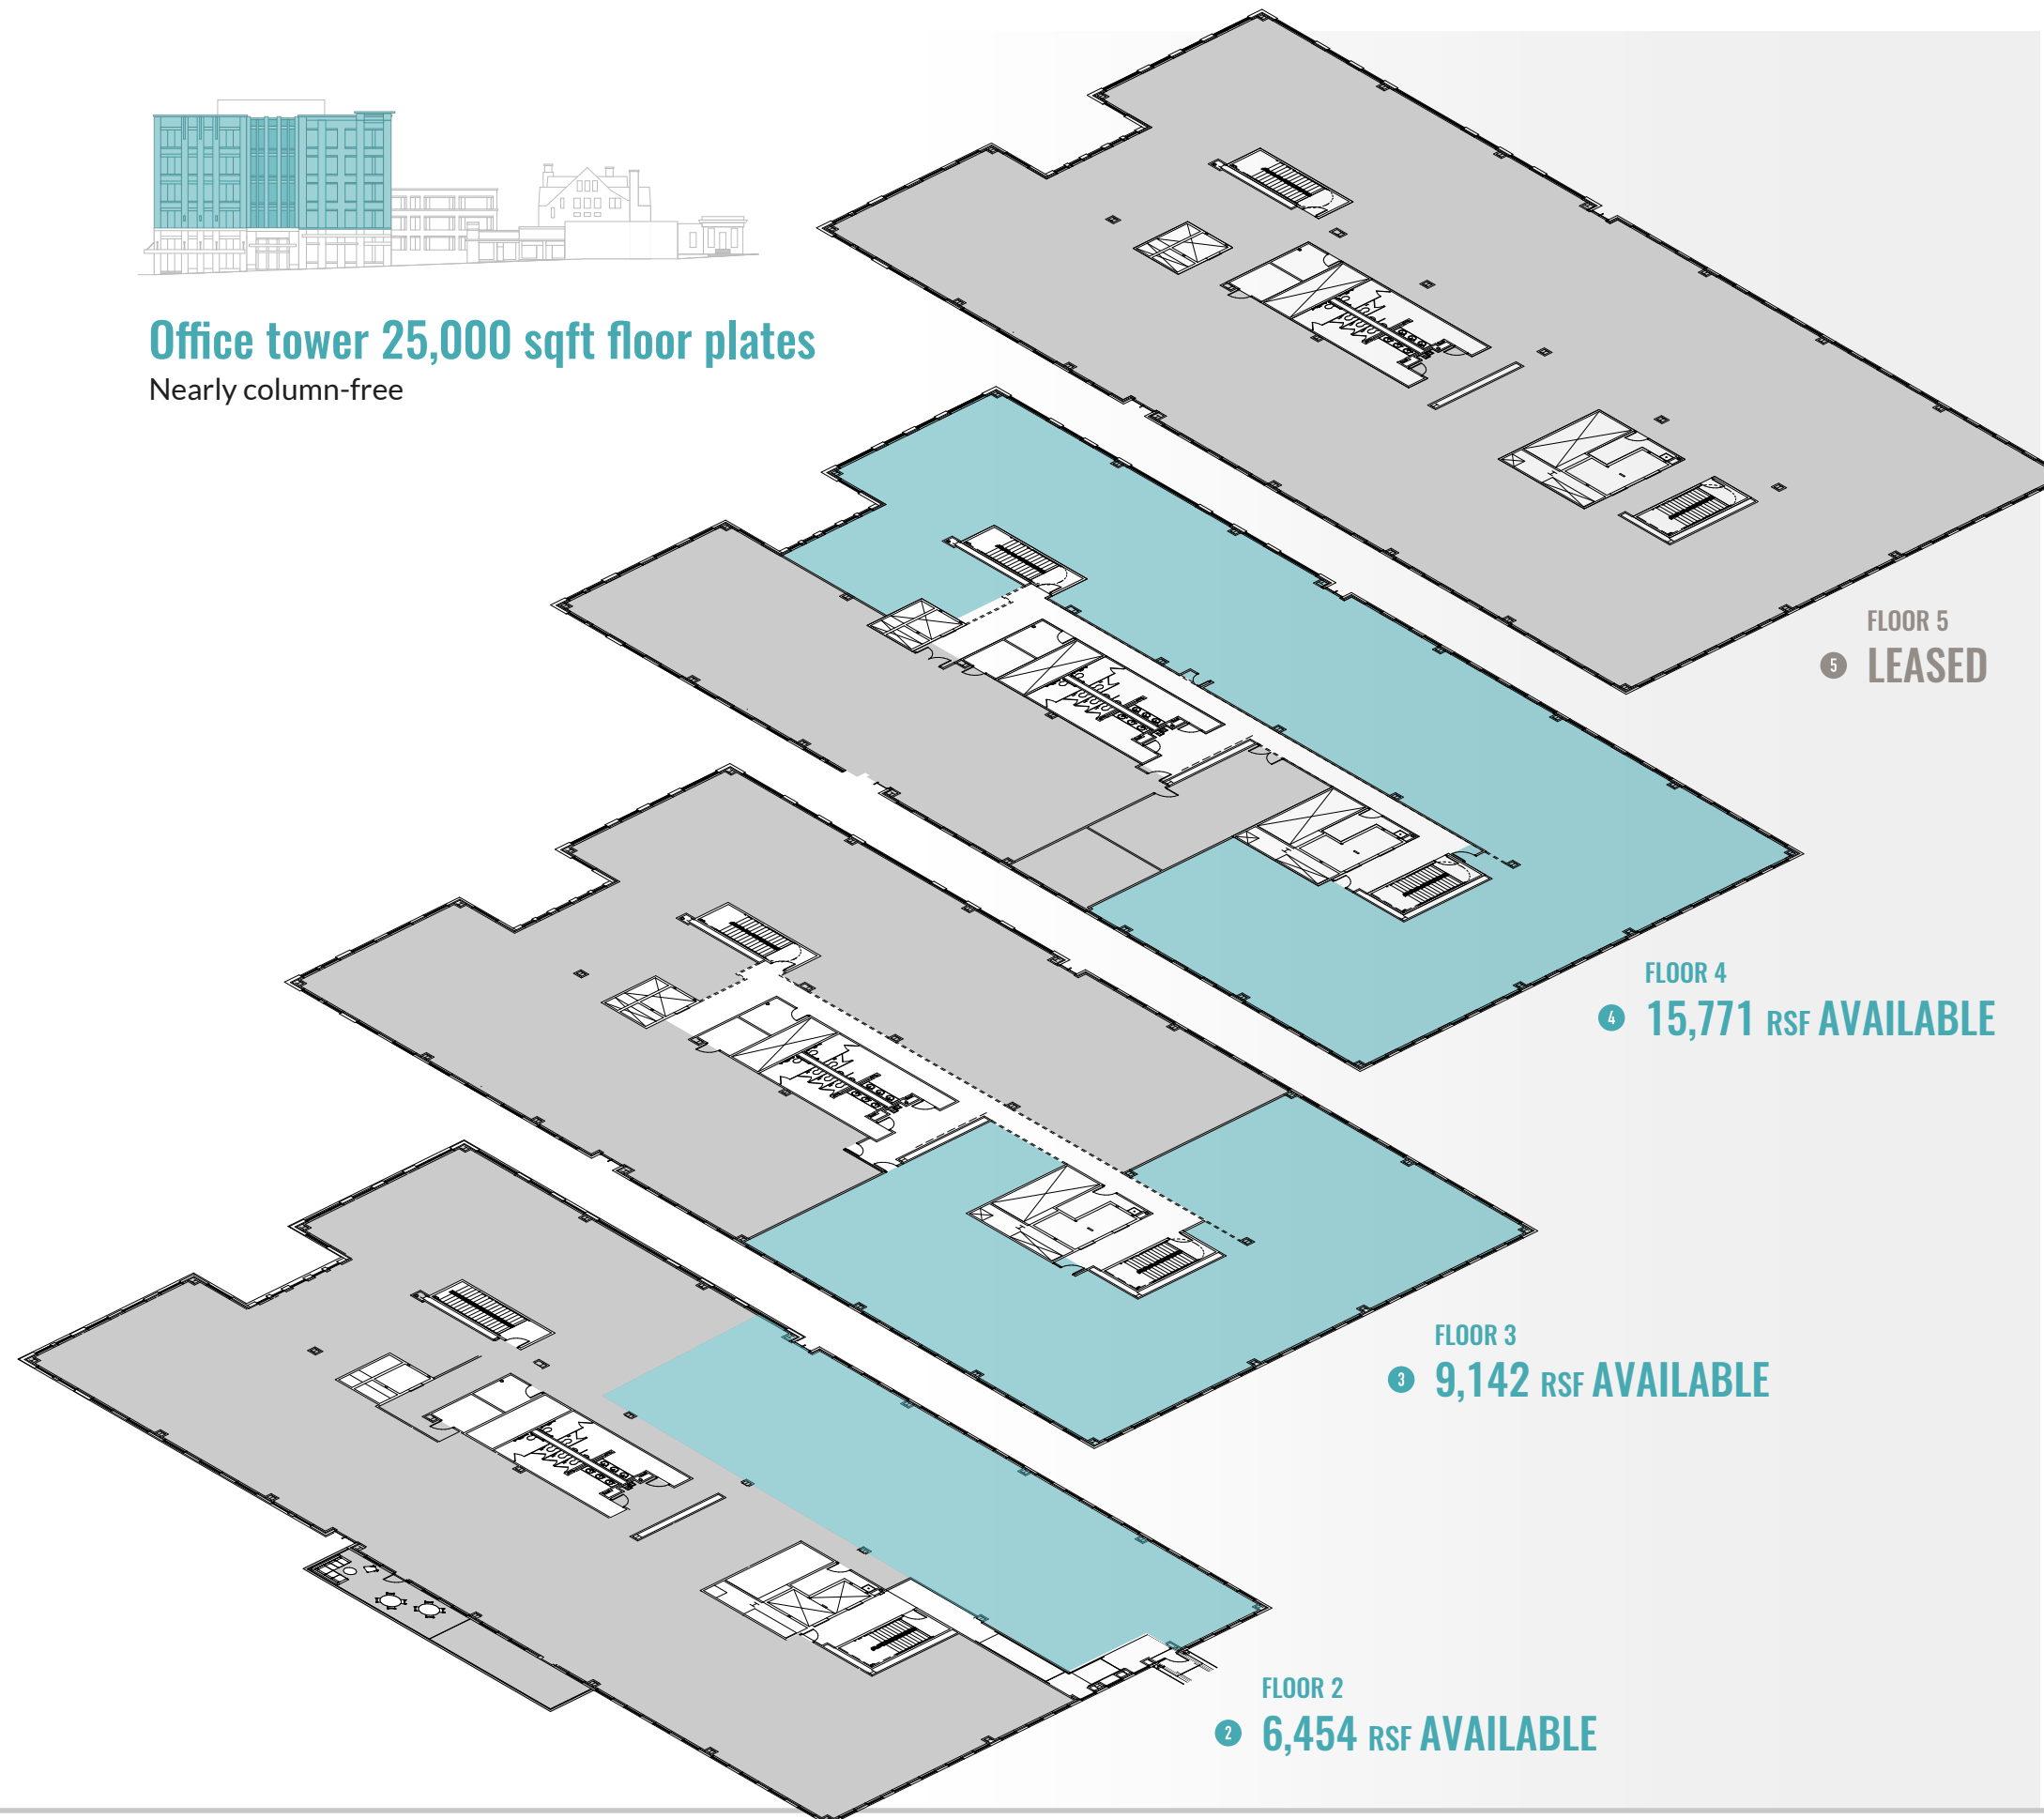 Office tower 25,000 sqft floor plates
Nearly column-free
FLOOR 5
5 LEASED
FLOOR 4
4 15,771 RSF AVAILABLE
FLOOR 3
3 9,142 RSF AVAILABLE
FLOOR 2
2 6,454 RSF AVAILABLE